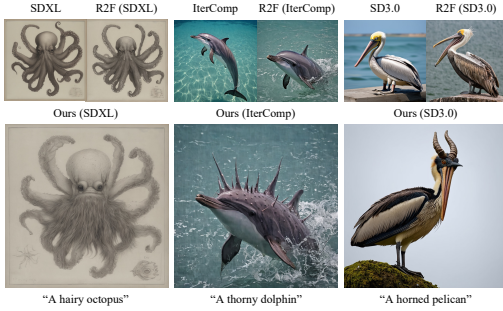 SDXL R2F (SDXL) IterComp R2F (IterComp) SD3.0 R2F (SD3.0)
Ours (SDXL) Ours (IterComp) Ours (SD3.0)
“A hairy octopus” “A thorny dolphin” “A horned pelican”